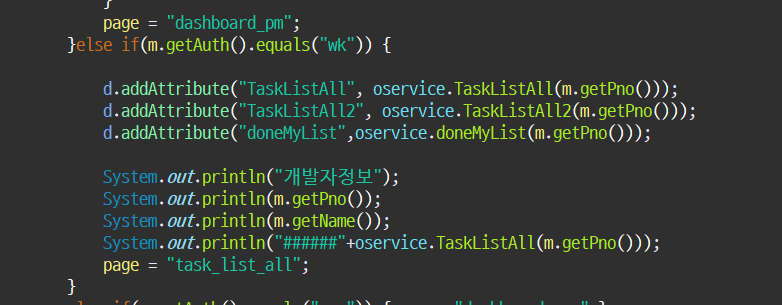 }
page = "dashboard_pm";
}else if(m.getAuth().equals("wk")) {
d.addAttribute("TaskListAll", oservice.TaskListAll(m.getPno()));
d.addAttribute("TaskListAll2", oservice.TaskListAll2(m.getPno()));
d.addAttribute("doneMyList",oservice.doneMyList(m.getPno()));
System.out.println("개발자정보");
System.out.println(m.getPno());
System.out.println(m.getName());
System.out.println("######"+oservice.TaskListAll(m.getPno()));
page = "task_list_all";
}